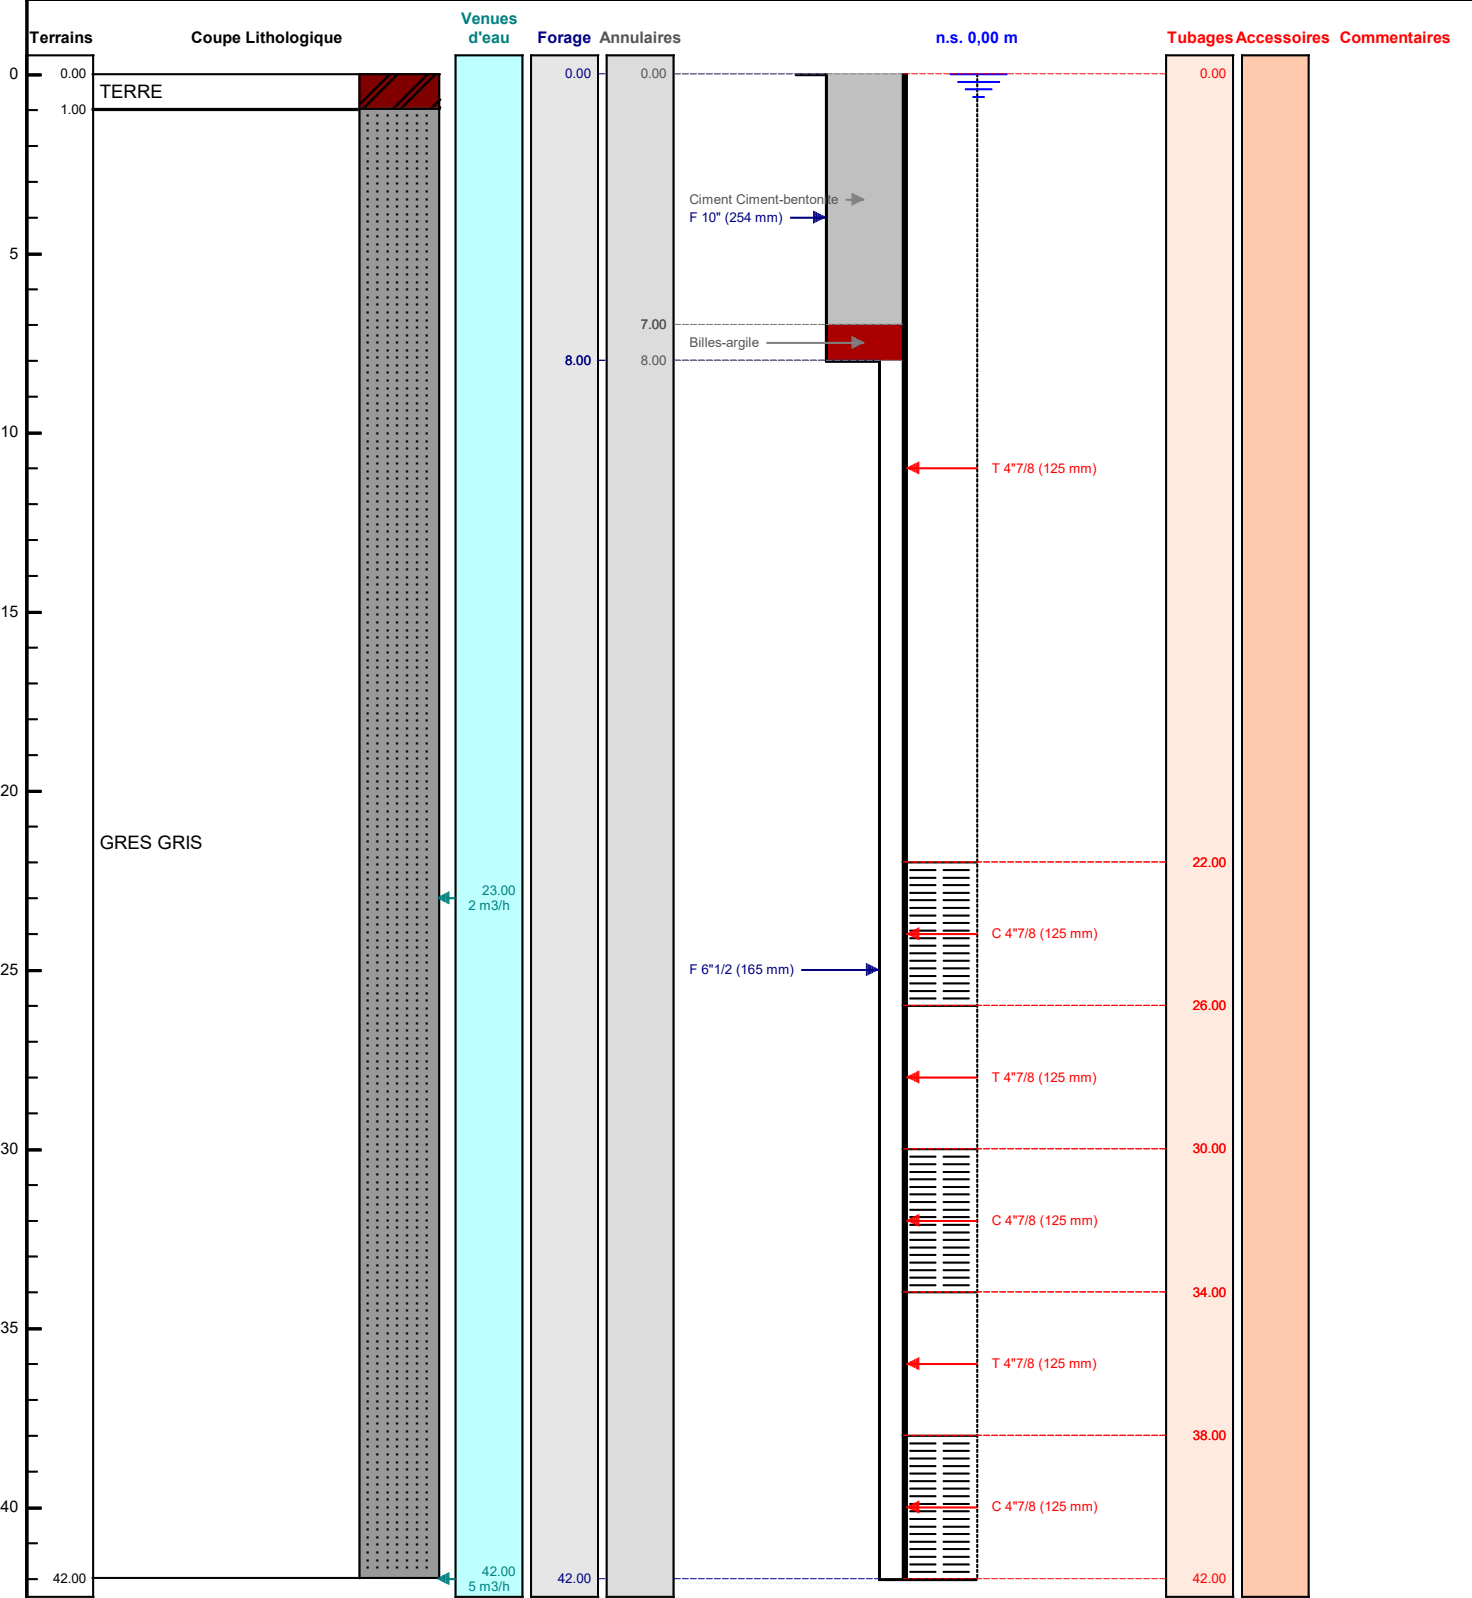 Terrains
Coupe Lithologique
Venues
d'eau
Forage
Annulaires
n.s. 0,00 m
Tubages
Accessoires
Commentaires
0
0.00
0.00
0.00
0.00
TERRE
1.00
Ciment Ciment-bentonite
F 10" (254 mm)
5
7.00
Billes-argile
8.00
8.00
10
T 4"7/8 (125 mm)
15
20
GRES GRIS
22.00
23.00
2 m3/h
C 4"7/8 (125 mm)
25
F 6"1/2 (165 mm)
26.00
T 4"7/8 (125 mm)
30
30.00
C 4"7/8 (125 mm)
34.00
35
T 4"7/8 (125 mm)
38.00
40
C 4"7/8 (125 mm)
42.00
42.00
5 m3/h
42.00
42.00